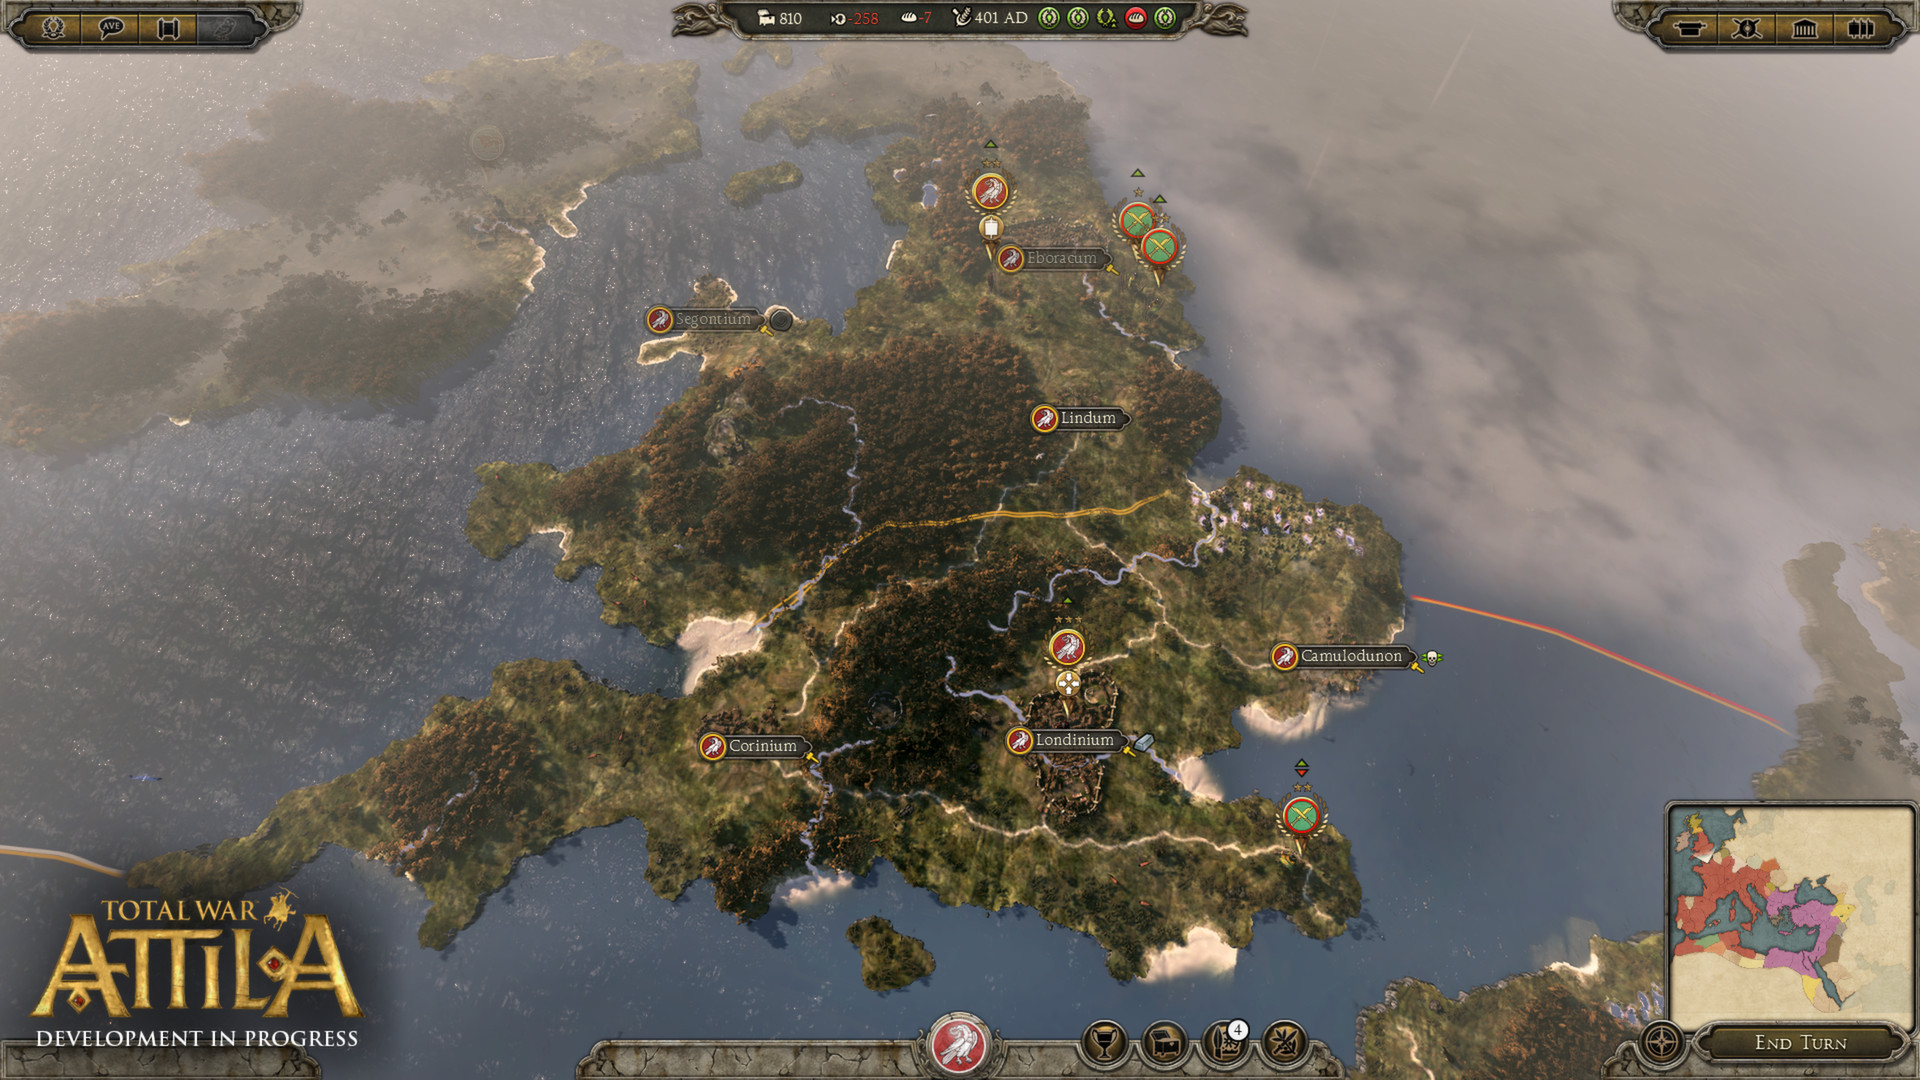 AVE
810
-258
-7
401 AD
Eboracum
Segontium
Lindum
Camulodunon
Corinium
Londinium
TOTAL WAR
ATTILA
DEVELOPMENT IN PROGRESS
4
END TURN